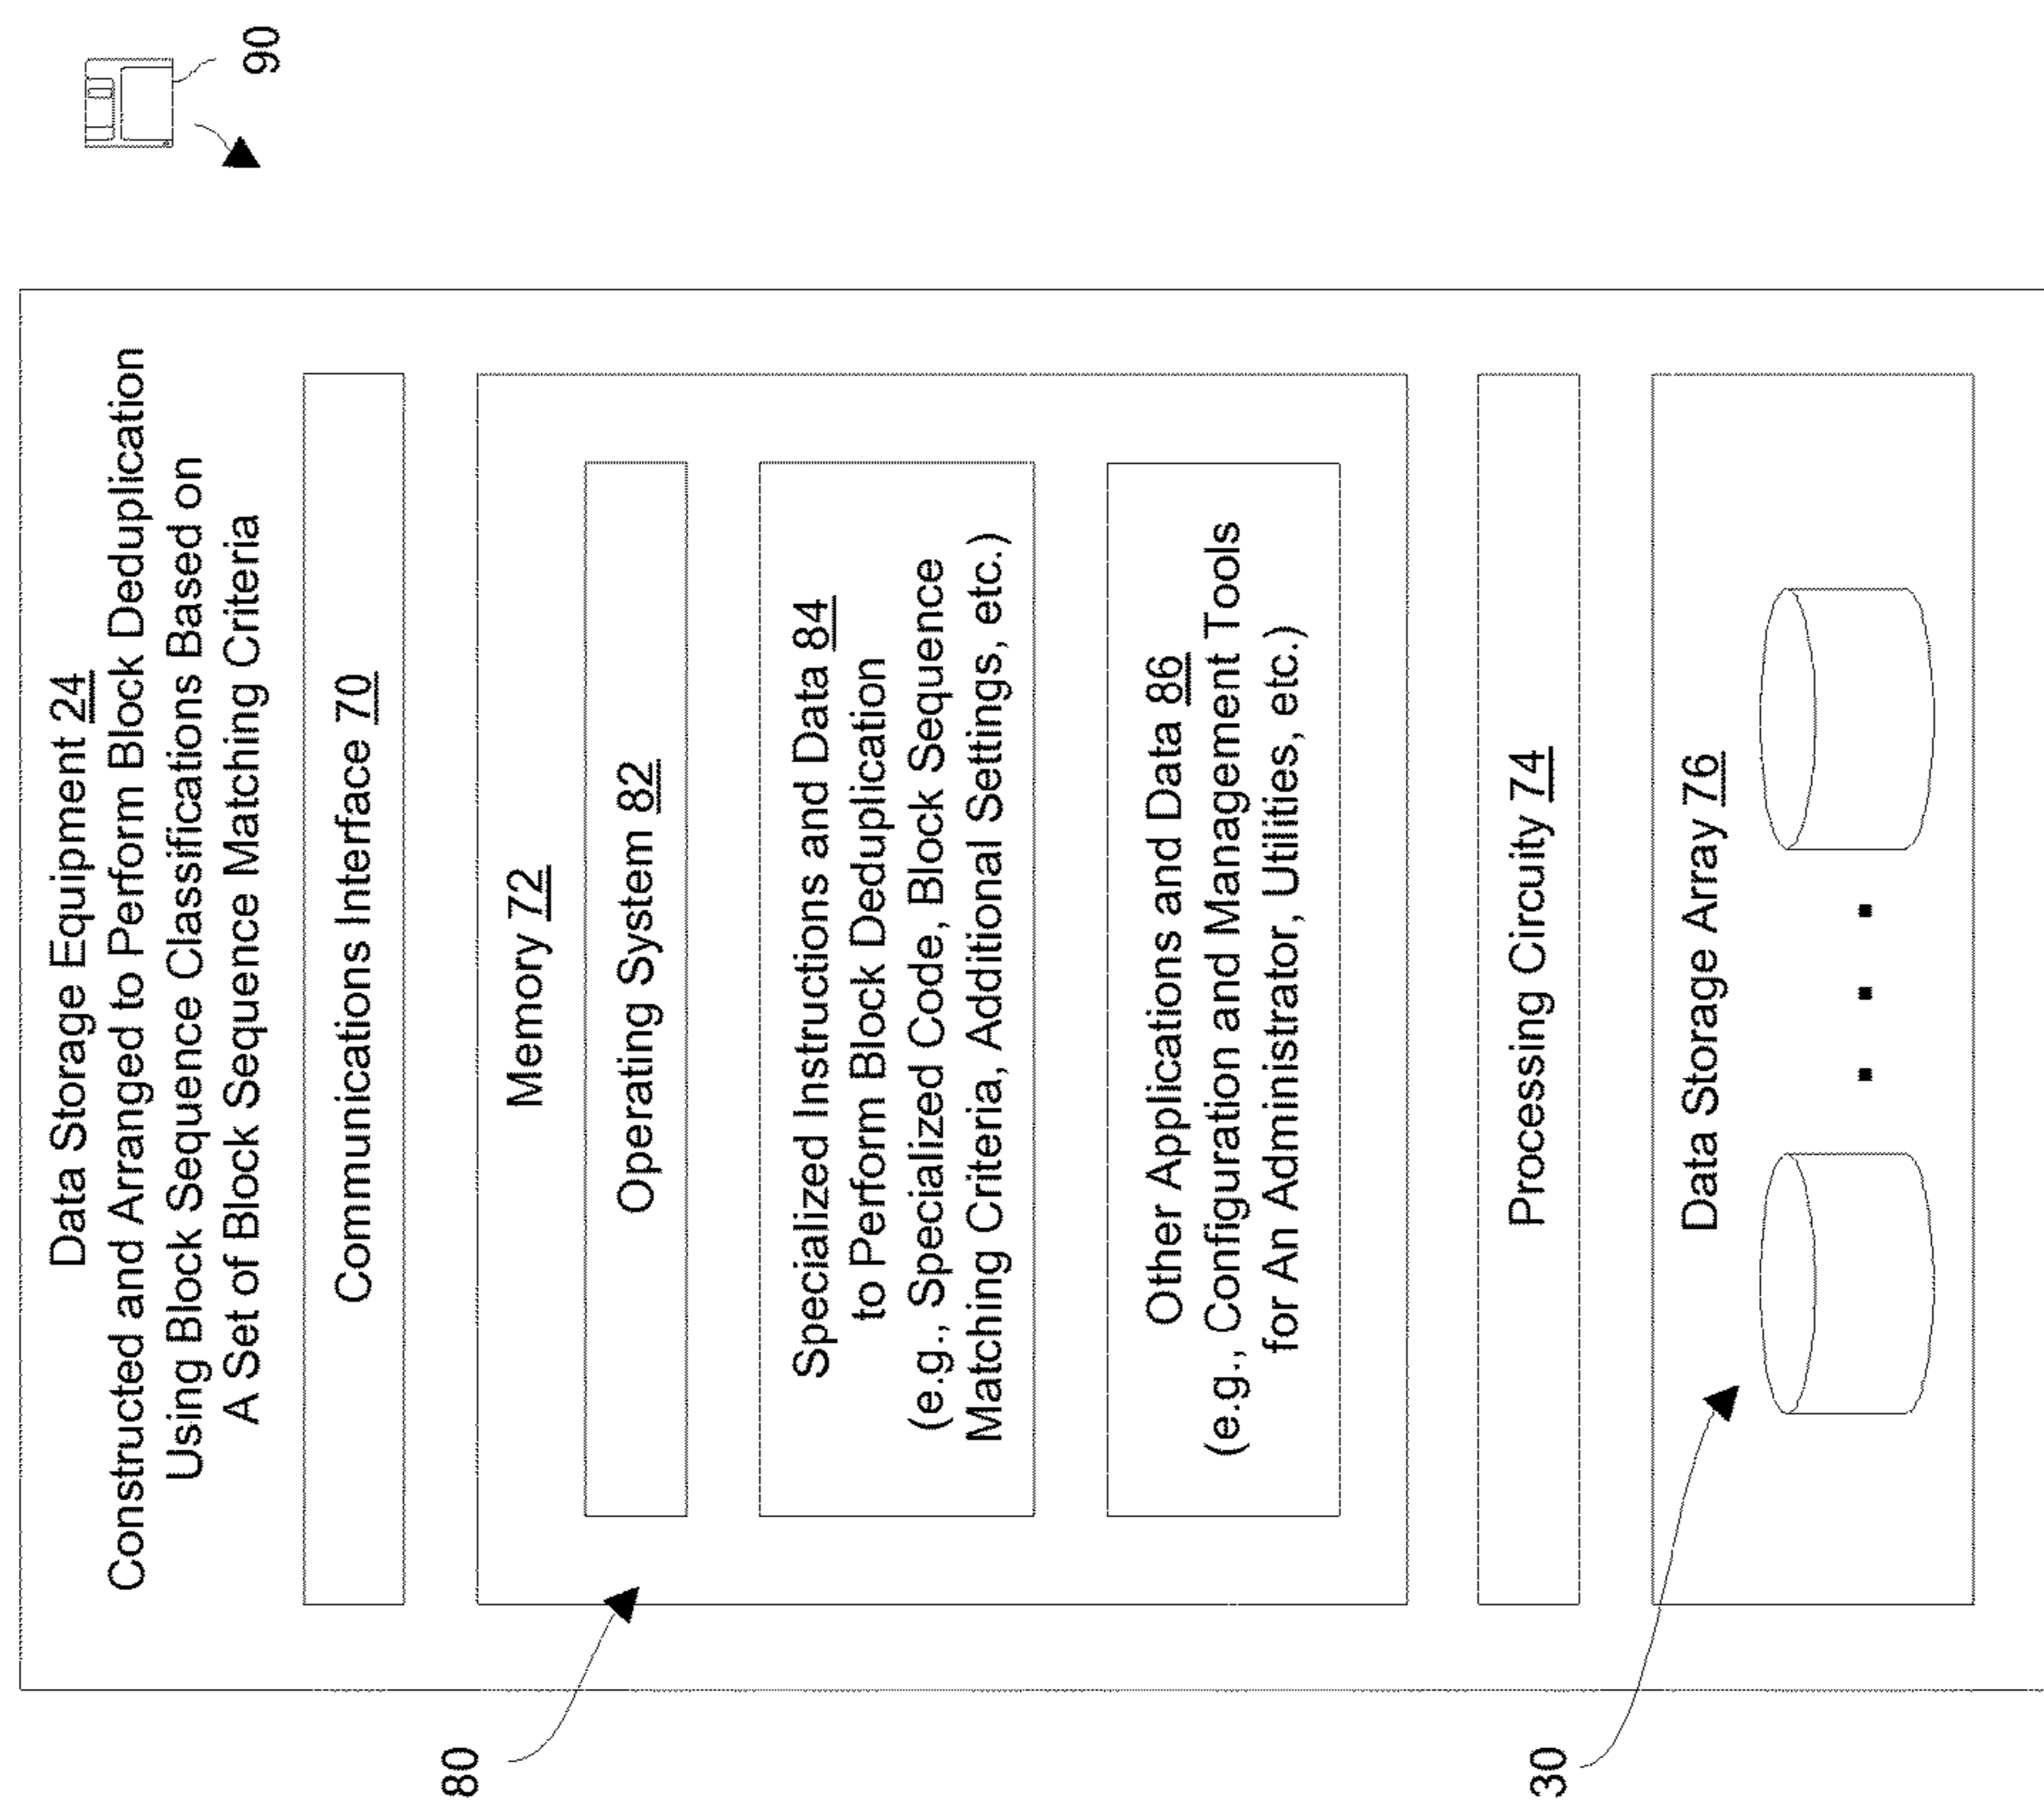 90
Data Storage Equipment 24
Constructed and Arranged to Perform Block Deduplication
Using Block Sequence Classifications Based on
A Set of Block Sequence Matching Criteria
Communications Interface 70
80
Memory 72
Operating System 82
Specialized Instructions and Data 84
to Perform Block Deduplication
(e.g., Specialized Code, Block Sequence
Matching Criteria, Additional Settings, etc.)
Other Applications and Data 86
(e.g., Configuration and Management Tools
for An Administrator, Utilities, etc.)
Processing Circuity 74
30
Data Storage Array 76